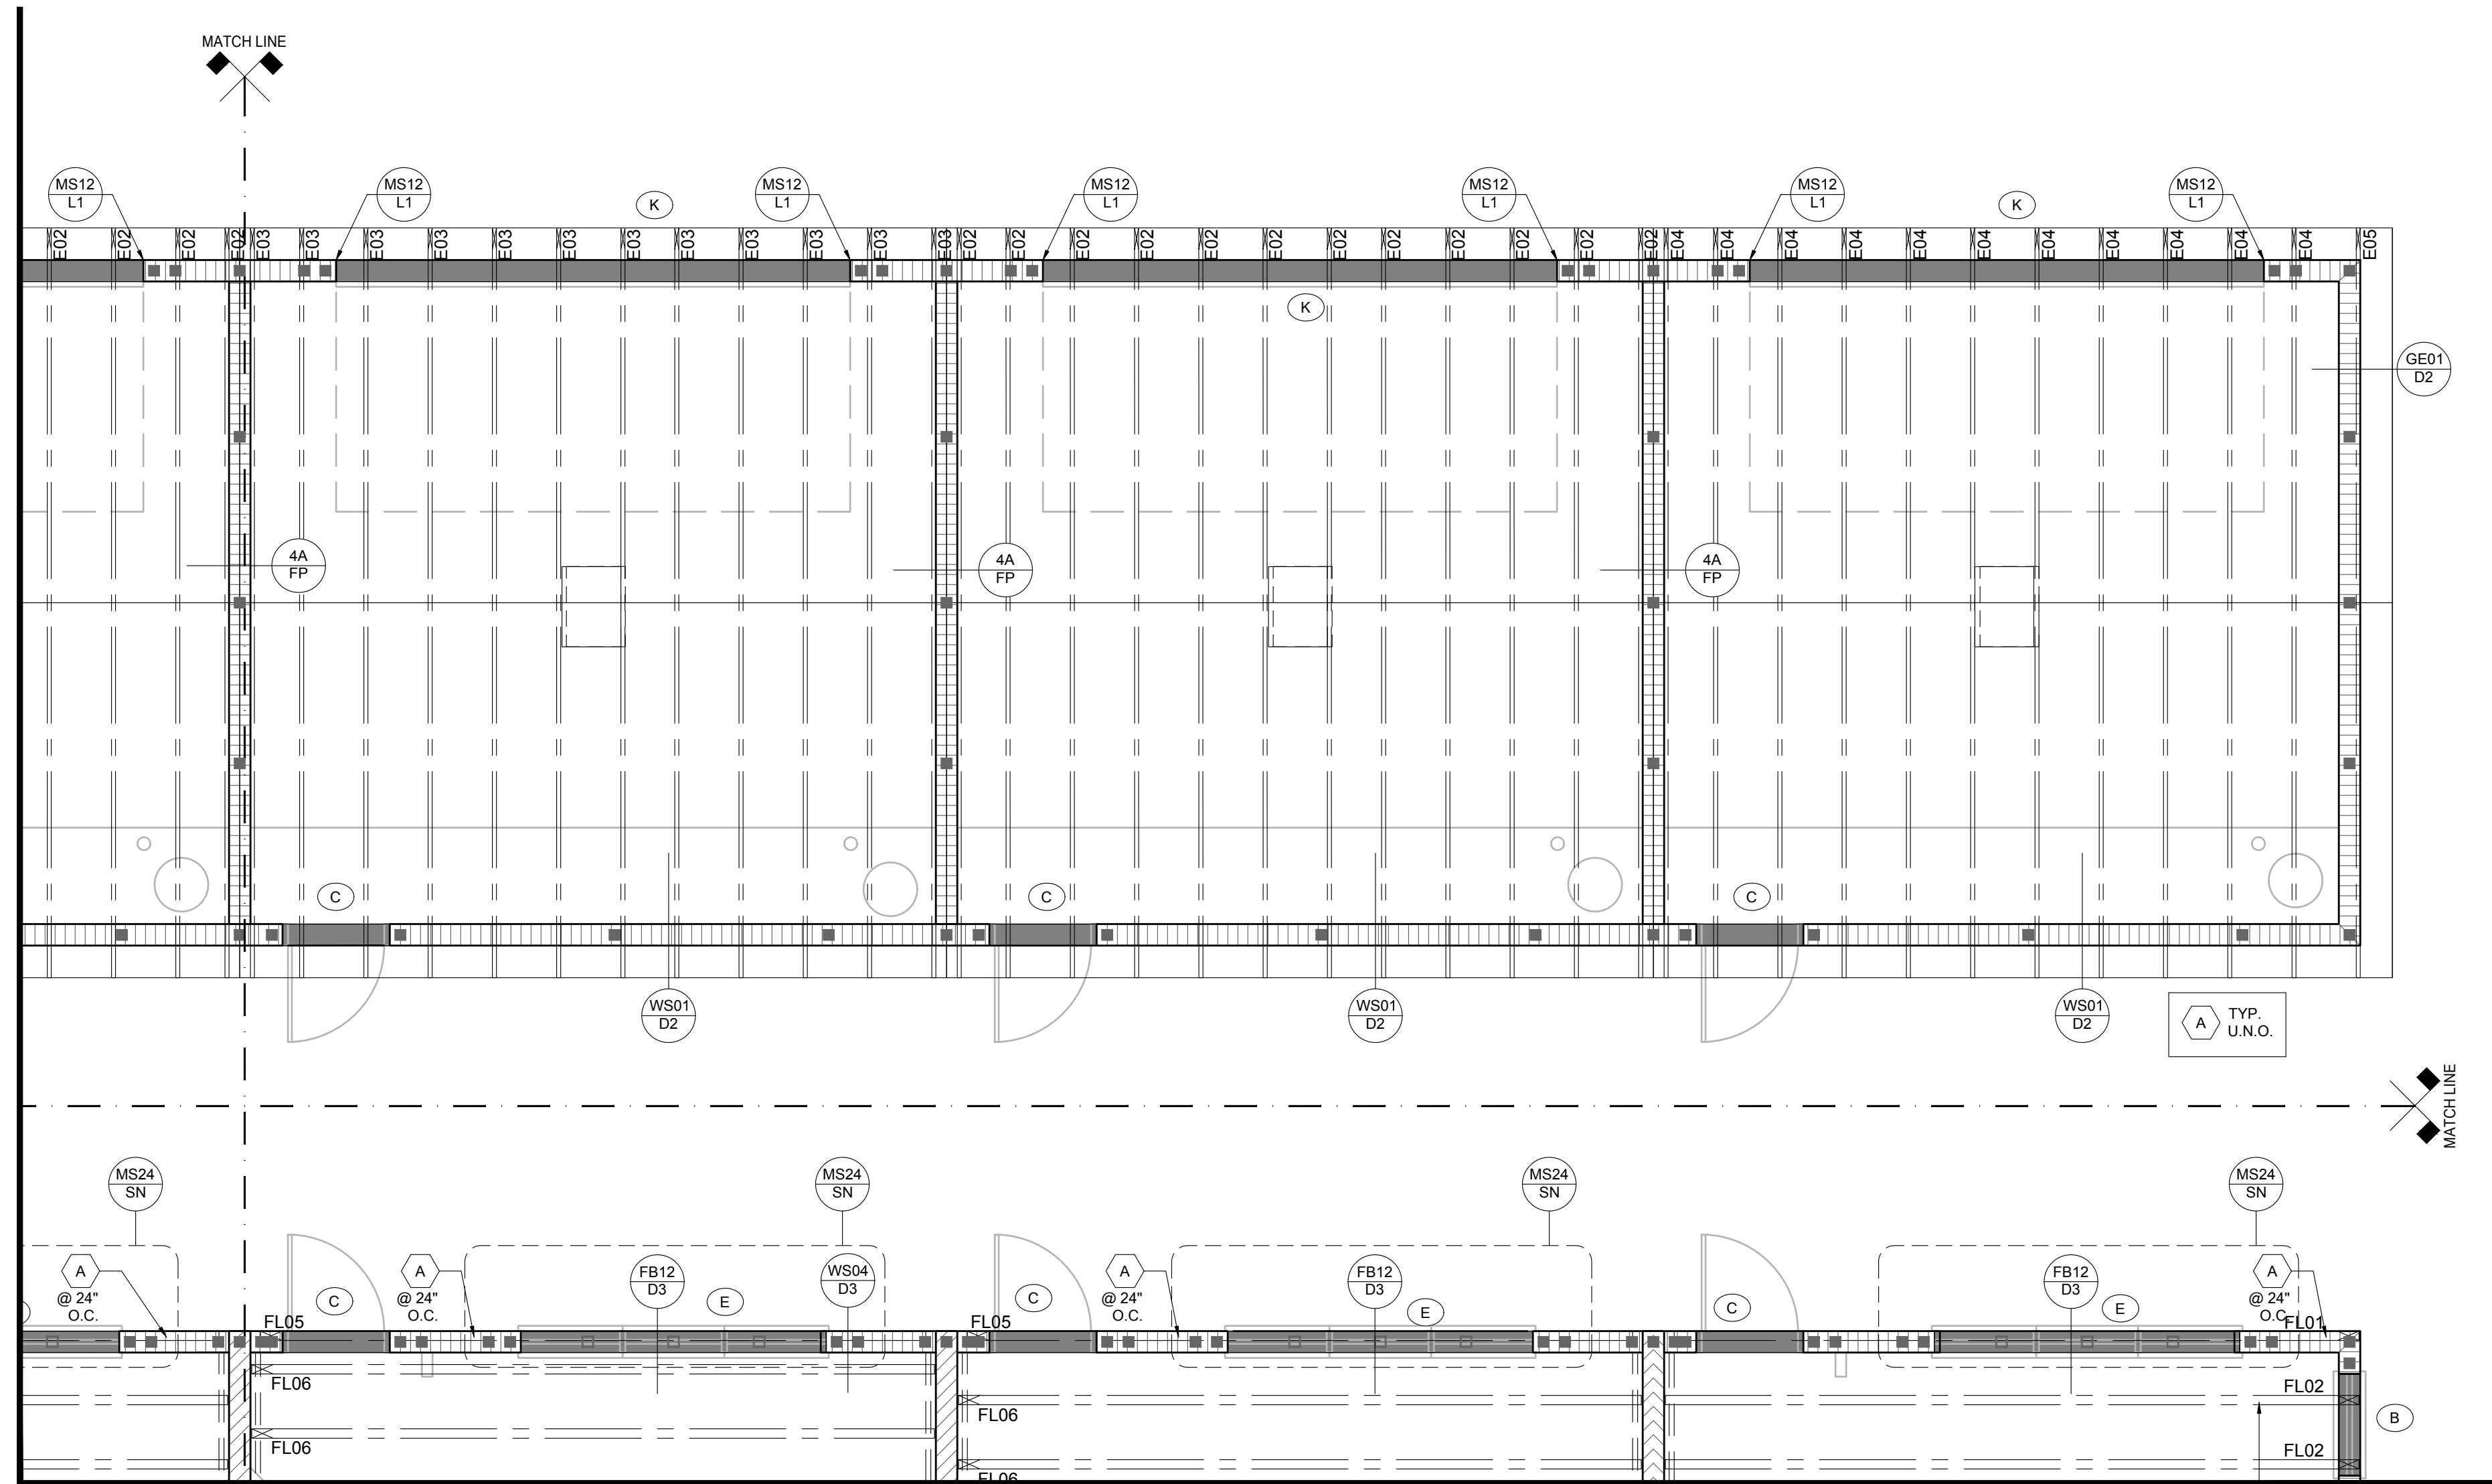 MATCH LINE
MS12
L1
MS12
L1
K
MS12
L1
MS12
L1
MS12
L1
MS12
L1
K
MS12
L1
E02
E02
E02
E02
E03
E03
E03
E03
E03
E03
E03
E03
E03
E03
E03
E03
E02
E02
E02
E02
E02
E02
E02
E02
E02
E02
E02
E02
E04
E04
E04
E04
E04
E04
E04
E04
E04
E04
E04
E05
K
GE01
D2
4A
FP
4A
FP
4A
FP
C
C
C
WS01
D2
WS01
D2
WS01
D2
A
TYP.
U.N.O.
MATCH LINE
MS24
SN
MS24
SN
MS24
SN
MS24
SN
A
@ 24"
O.C.
C
A
@ 24"
O.C.
FB12
D3
E
WS04
D3
C
A
@ 24"
O.C.
FB12
D3
E
C
FB12
D3
E
A
@ 24"
O.C.
FL05
FL05
FL01
FL06
FL06
FL02
B
FL06
FL02
FL06